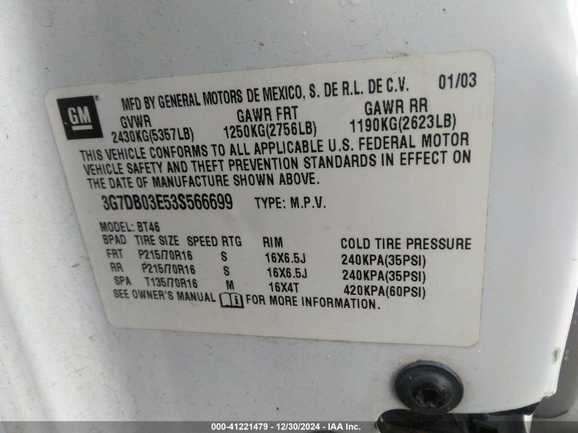 GM
MFD BY GENERAL MOTORS DE MEXICO, S. DE R.L. DE C.V. 01/03
GVWR GAWR FRT GAWR RR
2430KG(5357LB) 1250KG(2756LB) 1190KG(2623LB)
THIS VEHICLE CONFORMS TO ALL APPLICABLE U.S. FEDERAL MOTOR
VEHICLE SAFETY AND THEFT PREVENTION STANDARDS IN EFFECT ON
THE DATE OF MANUFACTURE SHOWN ABOVE.
3G7DB03E53S566699 TYPE: M.P.V.
MODEL: BT46
BPAD TIRE SIZE SPEED RTG RIM COLD TIRE PRESSURE
FRT P215/70R16 S 16X6.5J 240KPA(35PSI)
RR P215/70R16 S 16X6.5J 240KPA(35PSI)
SPA T135/70R16 M 16X4T 420KPA(60PSI)
SEE OWNER'S MANUAL FOR MORE INFORMATION.
000-41221479 - 12/30/2024 - IAA Inc.